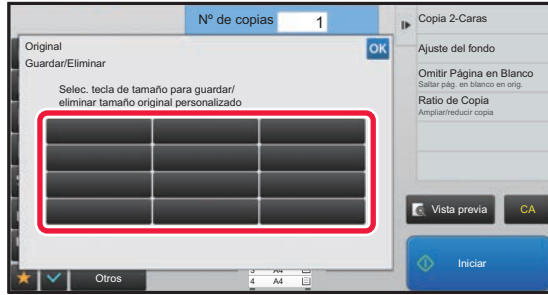 Nº de copias 1
Original
OK
Guardar/Eliminar
Selec. tecla de tamaño para guardar/
eliminar tamaño original personalizado
Copia 2-Caras
Ajuste del fondo
Omitir Página en Blanco
Saltar pág. en blanco en orig.
Ratio de Copia
Ampliar/reducir copia
Vista previa
CA
Iniciar
Otros
4 A4